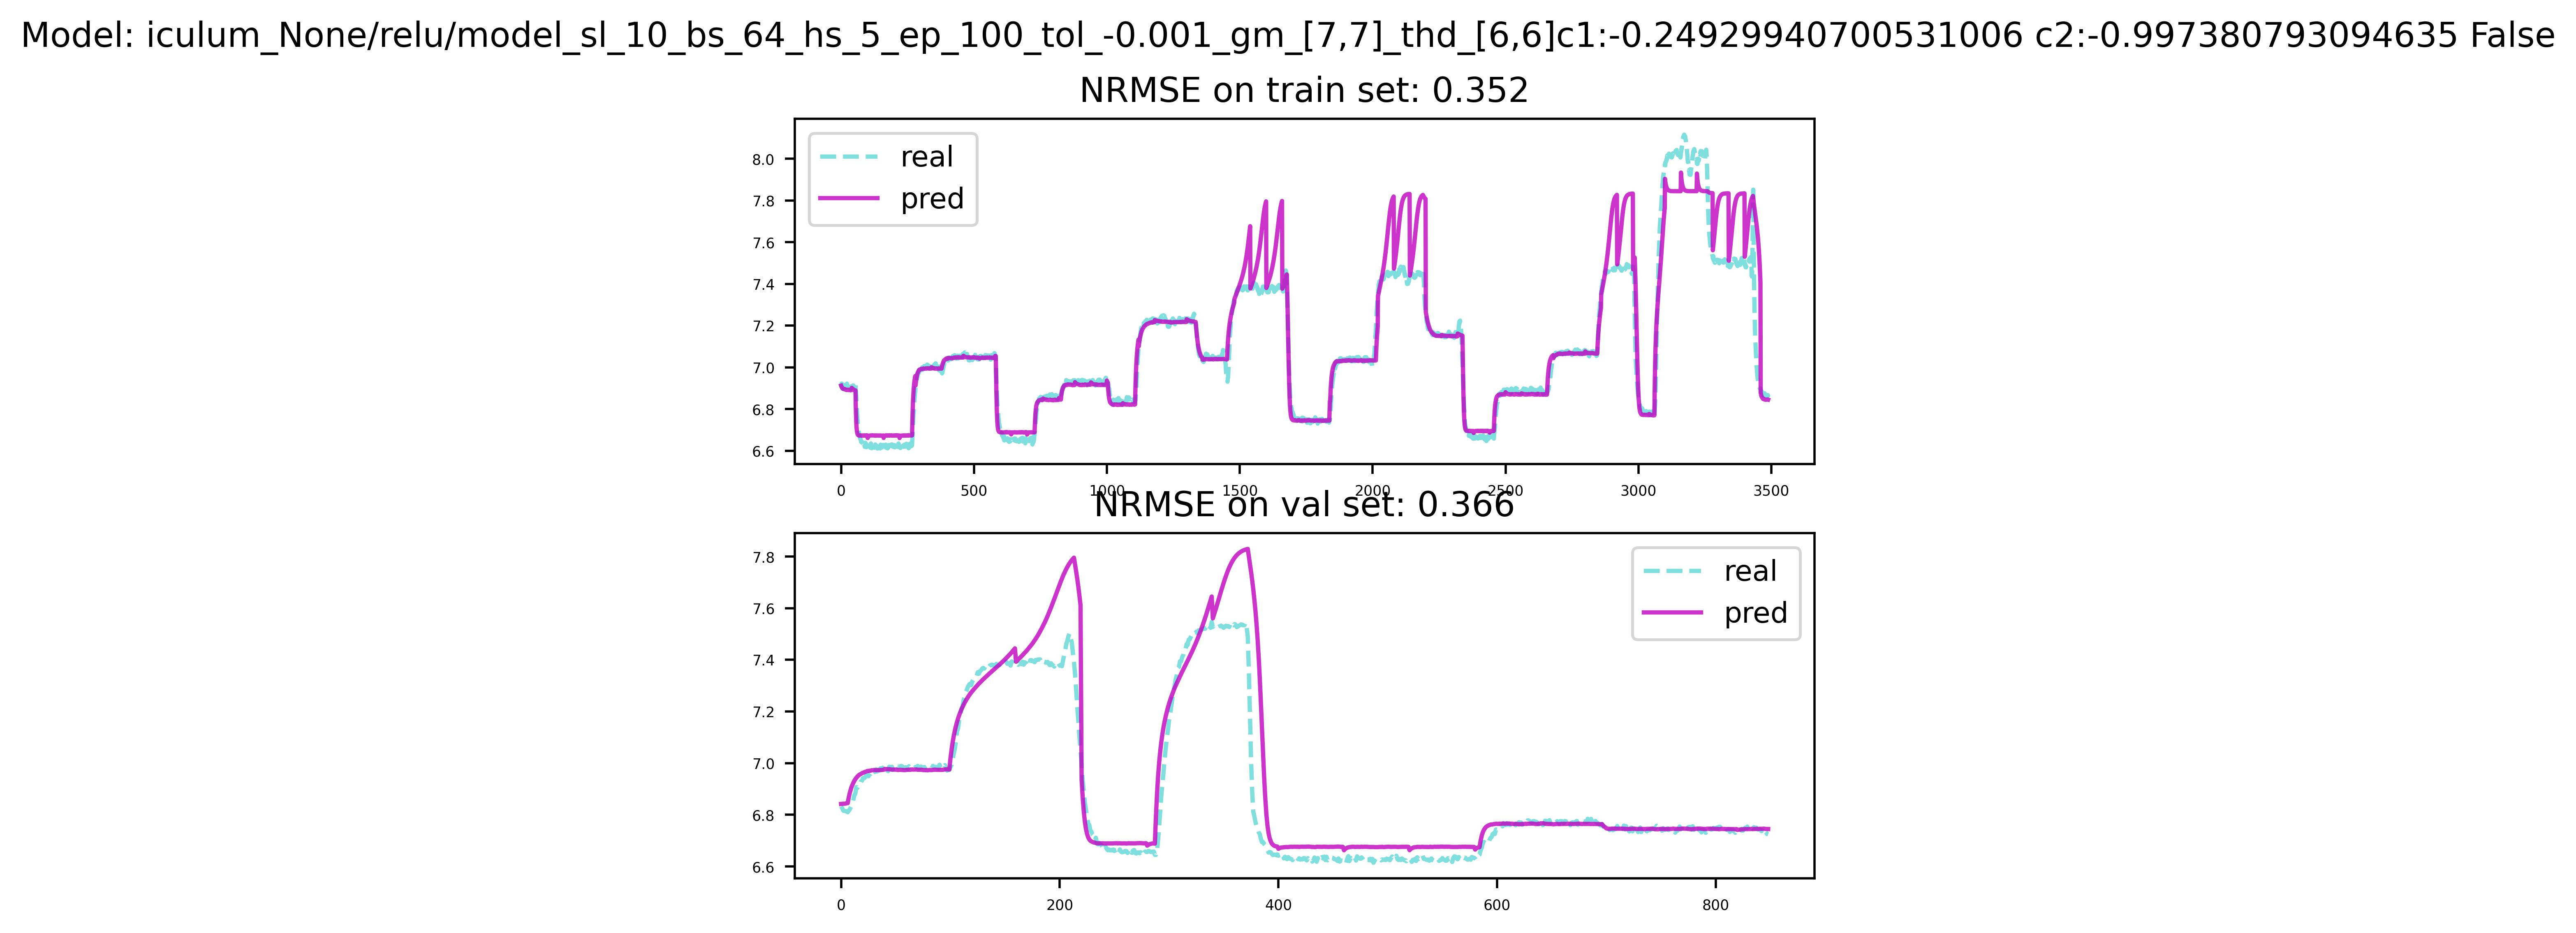 Model: iculum_None/relu/model_sl_10_bs_64_hs_5_ep_100_tol_-0.001_gm_[7,7]_thd_[6,6]c1:-0.24929940700531006 c2:-0.997380793094635 False
NRMSE on train set: 0.352
real
pred
8.0
7.8
7.6
7.4
7.2
7.0
6.8
6.6
0 500 1000 1500 2000 2500 3000 3500
NRMSE on val set: 0.366
real
pred
7.8
7.6
7.4
7.2
7.0
6.8
6.6
0 200 400 600 800